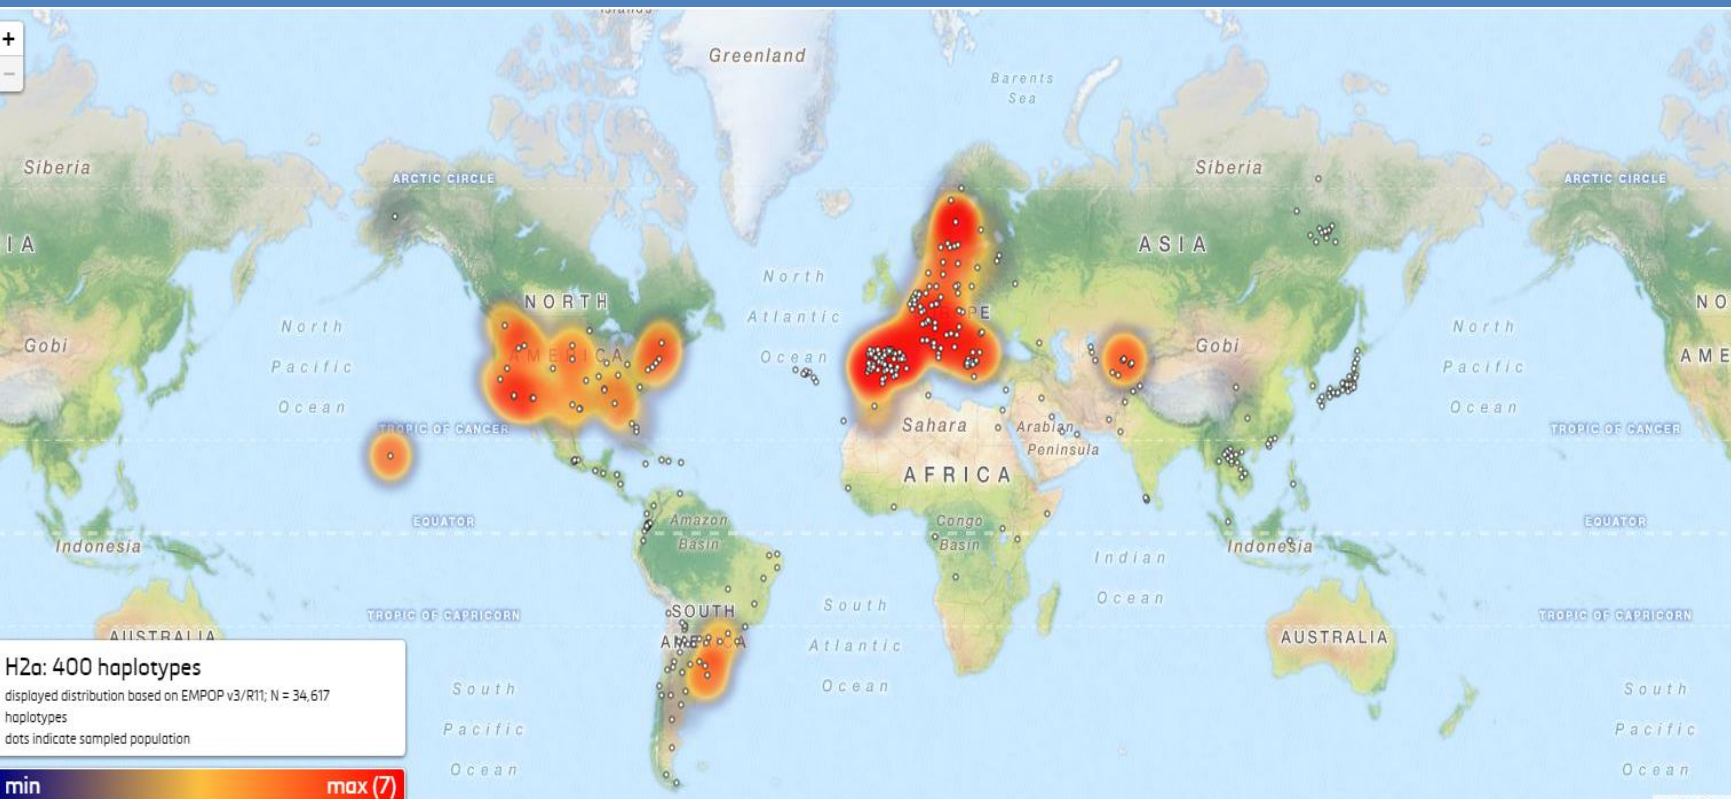 Islands
+
−
Greenland
Barents
Sea
Siberia
ARCTIC CIRCLE
Siberia
ARCTIC CIRCLE
IA
ASIA
North
Atlantic
Ocean
NORTH
AMERICA
North
Pacific
Ocean
Gobi
PE
Gobi
North
Pacific
Ocean
NO
AME
TROPIC OF CANCER
Sahara
Arabian
Peninsula
TROPIC OF CANCER
AFRICA
EQUATOR
Amazon
Basin
Congo
Basin
EQUATOR
Indonesia
Indian
Ocean
Indonesia
TROPIC OF CAPRICORN
SOUTH
AMERICA
South
Atlantic
Ocean
TROPIC OF CAPRICORN
AUSTRALIA
AUSTRALIA
South
Pacific
Ocean
South
Pacific
Ocean
H2a: 400 haplotypes
displayed distribution based on EMPOP v3/R11; N = 34,617
haplotypes
dots indicate sampled population
min max (7)